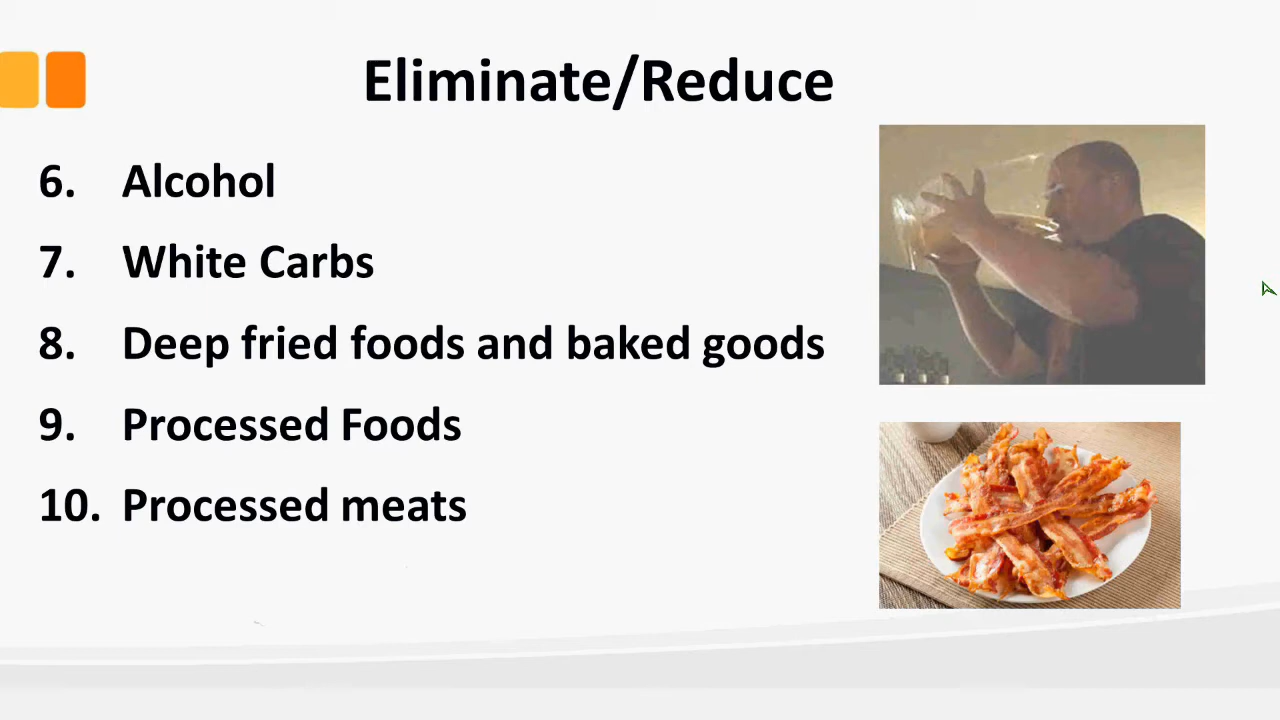 Eliminate/Reduce
6. Alcohol
7. White Carbs
8. Deep fried foods and baked goods
9. Processed Foods
10. Processed meats